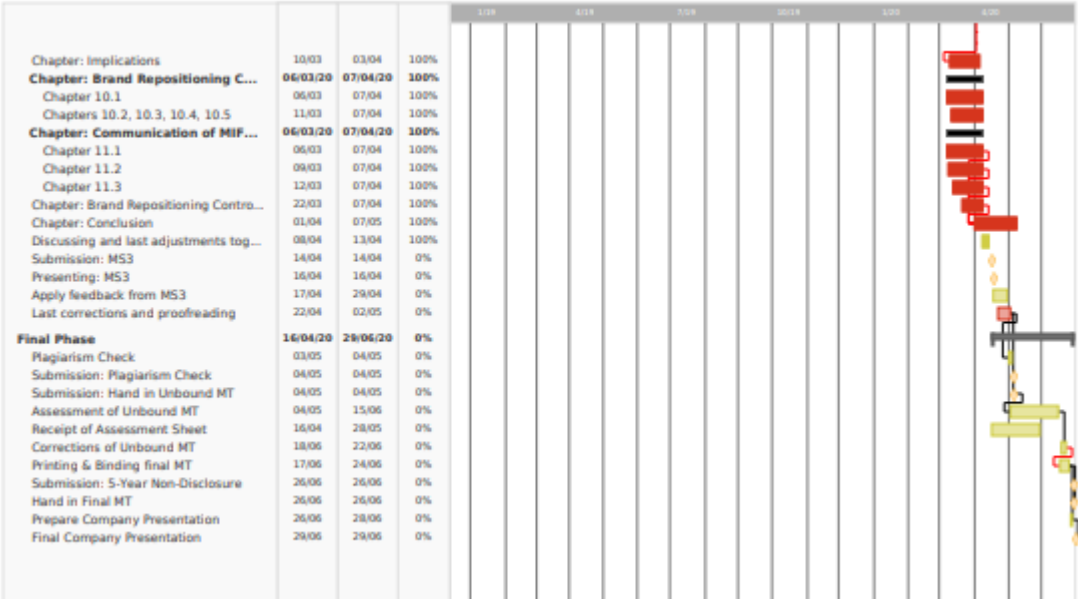 1/19 4/19 7/19 10/19 1/20 4/20
Chapter: Implications 10/03 03/04 100%
Chapter: Brand Repositioning C... 06/03/20 07/04/20 100%
Chapter 10.1 06/03 07/04 100%
Chapters 10.2, 10.3, 10.4, 10.5 11/03 07/04 100%
Chapter: Communication of MIF... 06/03/20 07/04/20 100%
Chapter 11.1 06/03 07/04 100%
Chapter 11.2 09/03 07/04 100%
Chapter 11.3 12/03 07/04 100%
Chapter: Brand Repositioning Contro... 22/03 07/04 100%
Chapter: Conclusion 01/04 07/05 100%
Discussing and last adjustments tog... 08/04 13/04 100%
Submission: MS3 14/04 14/04 0%
Presenting: MS3 16/04 16/04 0%
Apply feedback from MS3 17/04 29/04 0%
Last corrections and proofreading 22/04 02/05 0%
Final Phase 16/04/20 29/06/20 0%
Plagiarism Check 03/05 04/05 0%
Submission: Plagiarism Check 04/05 04/05 0%
Submission: Hand in Unbound MT 04/05 04/05 0%
Assessment of Unbound MT 04/05 15/06 0%
Receipt of Assessment Sheet 16/04 28/05 0%
Corrections of Unbound MT 18/06 22/06 0%
Printing & Binding final MT 17/06 24/06 0%
Submission: 5-Year Non-Disclosure 26/06 26/06 0%
Hand in Final MT 26/06 26/06 0%
Prepare Company Presentation 26/06 28/06 0%
Final Company Presentation 29/06 29/06 0%